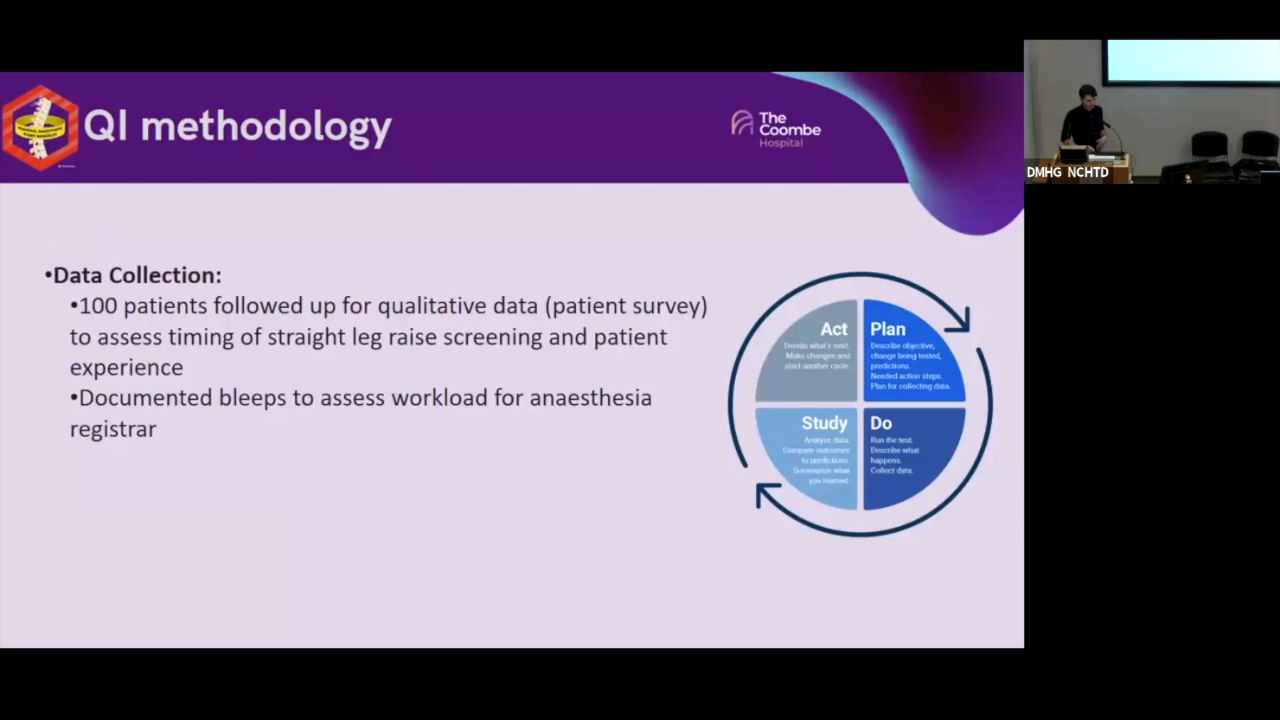 QI methodology
The
Coombe
Hospital
DMHG NCHTD
•Data Collection:
•100 patients followed up for qualitative data (patient survey)
to assess timing of straight leg raise screening and patient
experience
•Documented bleeps to assess workload for anaesthesia
registrar
Act
Decide what's next.
Make changes and
start another cycle.
Plan
Describe objective,
change being tested,
predictions.
Needed action steps.
Plan for collecting data.
Study
Analyze data.
Compare outcomes
to predictions.
Summarize what
you learned.
Do
Run the test.
Describe what
happens.
Collect data.